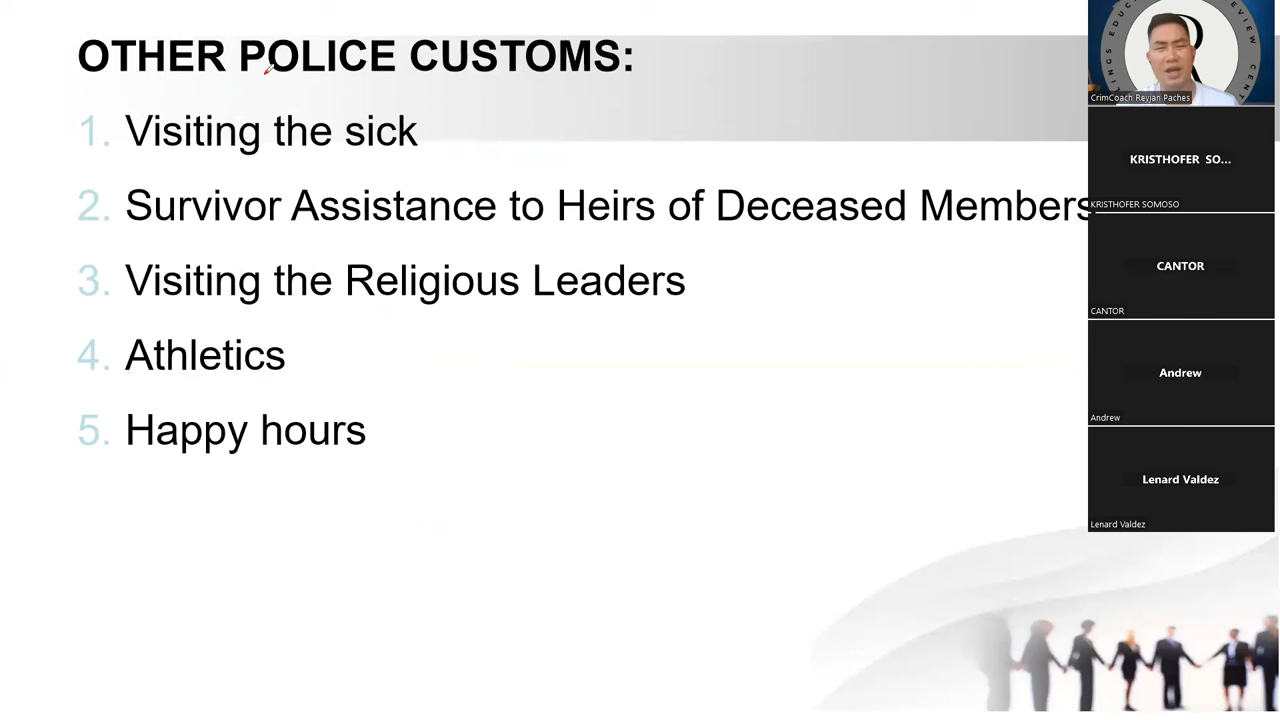 OTHER POLICE CUSTOMS:
1. Visiting the sick
2. Survivor Assistance to Heirs of Deceased Members
3. Visiting the Religious Leaders
4. Athletics
5. Happy hours
CrimCoach Reyjan Paches
KRISTHOFER SO...
KRISTHOFER SOMOSO
CANTOR
CANTOR
Andrew
Andrew
Lenard Valdez
Lenard Valdez